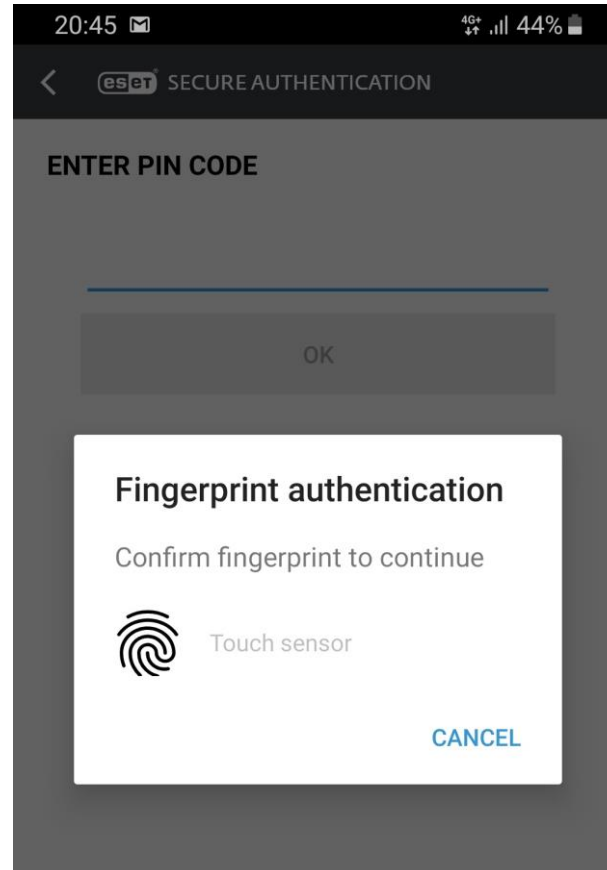 20:45 4G+ 44%
eset SECURE AUTHENTICATION
ENTER PIN CODE
OK
Fingerprint authentication
Confirm fingerprint to continue
Touch sensor
CANCEL